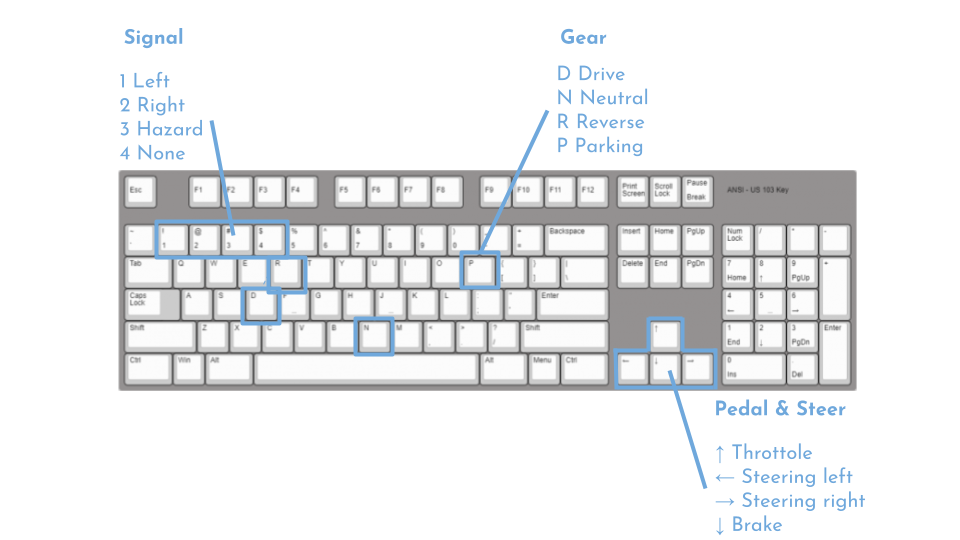 Signal
1 Left
2 Right
3 Hazard
4 None
Gear
D Drive
N Neutral
R Reverse
P Parking
Esc F1 F2 F3 F4 F5 F6 F7 F8 F9 F10 F11 F12 Print Screen Scroll Lock Pause Break ANSI - US 103 Key
~ ! @ # $ % ^ & * ( ) + Backspace Insert Home PgUp Num Lock / * -
` 1 2 3 4 5 6 7 8 9 0 =
Tab Q W E R T Y U I O P { } | Delete End PgDn 7 8 9 +
[ ] \ Home ↑ PgUp
Caps Lock A S D F G H J K L : " Enter 4 5 6
; ' ← →
Shift Z X C V B N M < > ? Shift ↑ 1 2 3 Enter
/ End ↓ PgDn
Ctrl Win Alt Alt Menu Ctrl ← ↓ → 0 .
Ins Del
Pedal & Steer
↑ Throttole
← Steering left
→ Steering right
↓ Brake